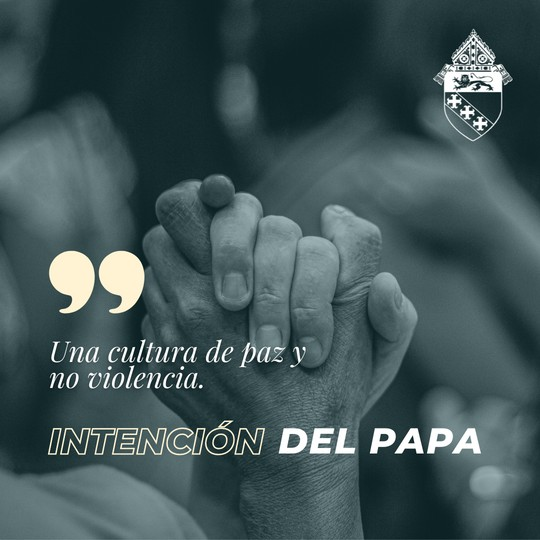 Una cultura de paz y
no violencia.
INTENCIÓN DEL PAPA